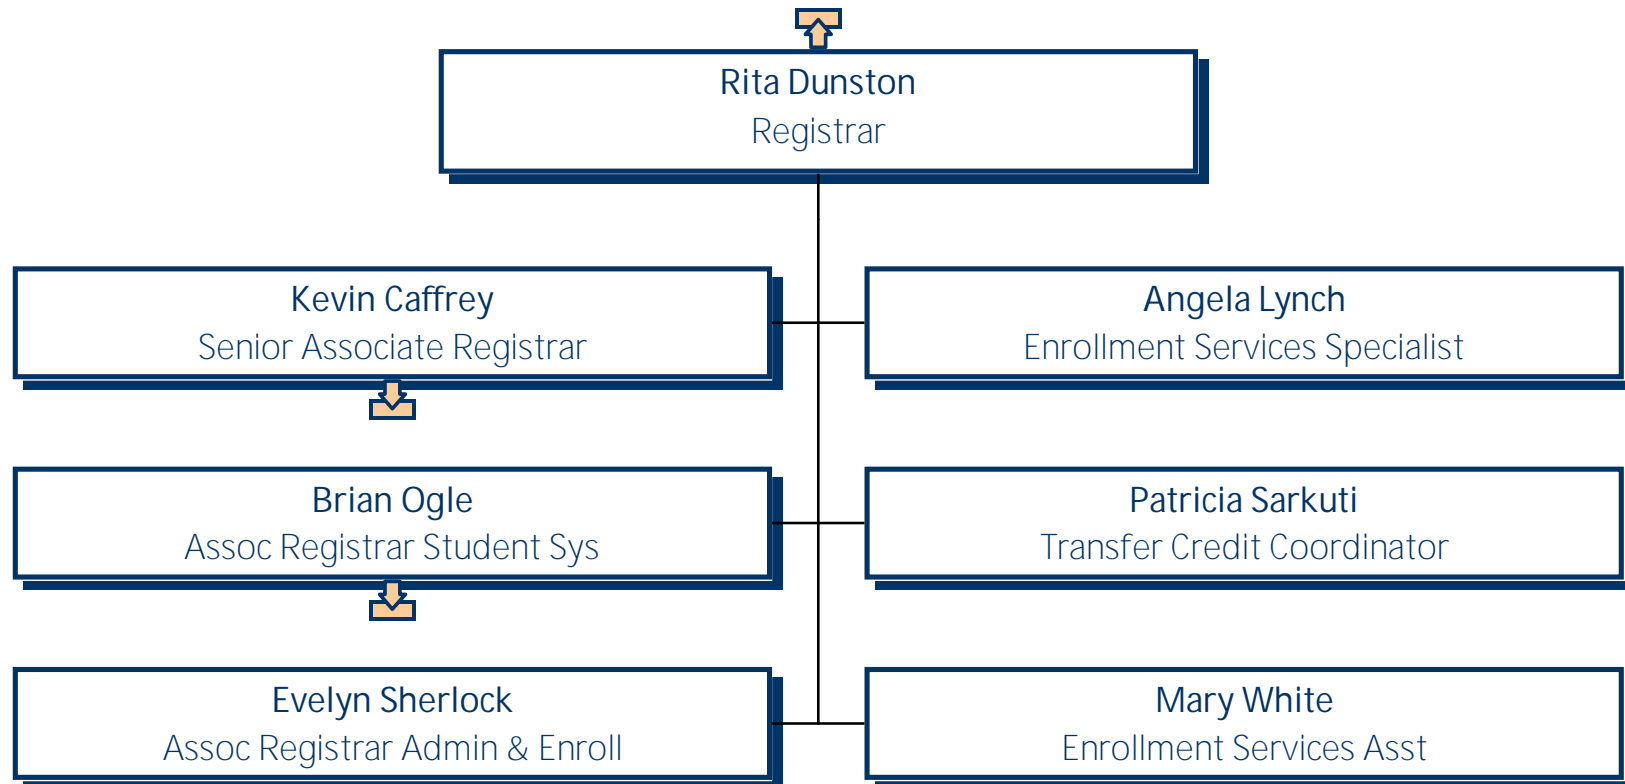 Rita Dunston
Registrar
Kevin Caffrey
Senior Associate Registrar
Angela Lynch
Enrollment Services Specialist
Brian Ogle
Assoc Registrar Student Sys
Patricia Sarkuti
Transfer Credit Coordinator
Evelyn Sherlock
Assoc Registrar Admin & Enroll
Mary White
Enrollment Services Asst